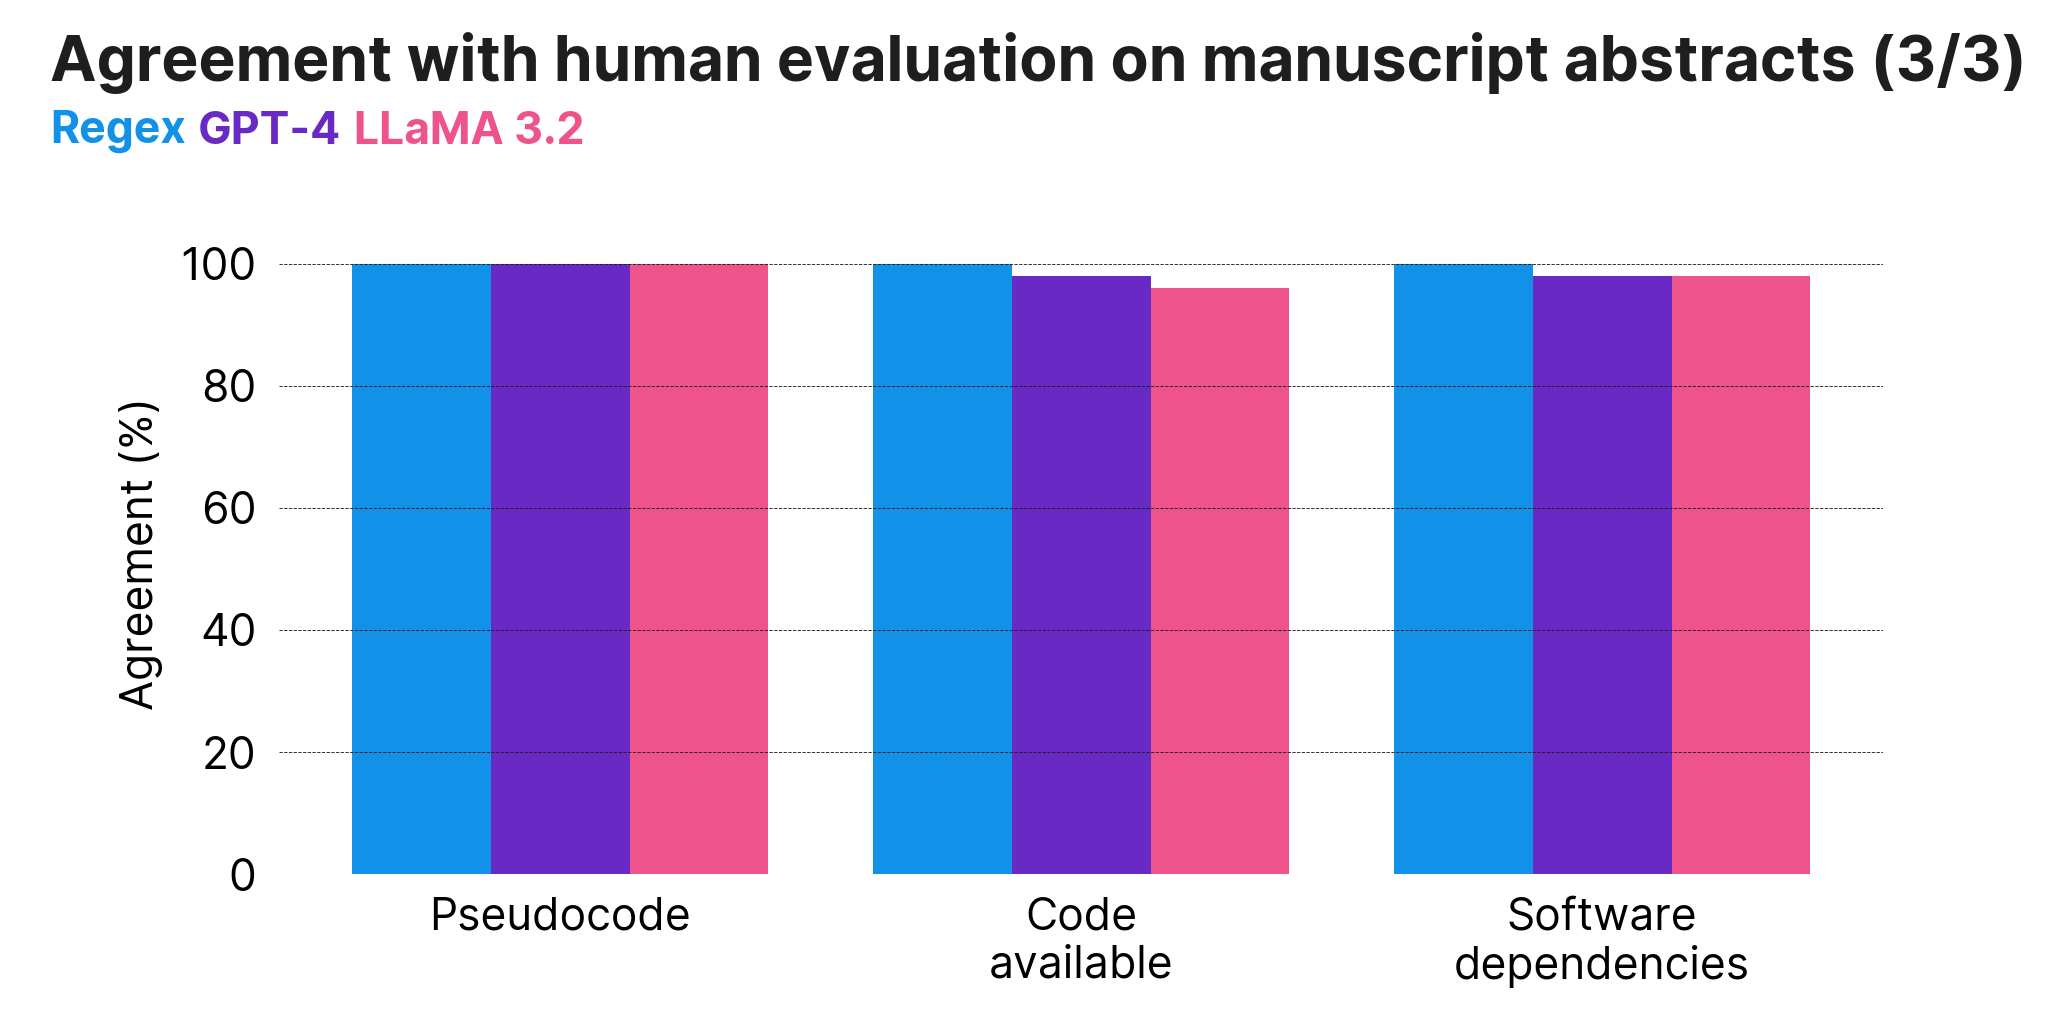 Agreement with human evaluation on manuscript abstracts (3/3)
Regex GPT-4 LLaMA 3.2
100
80
60
40
20
0
Agreement (%)
Pseudocode
Code
available
Software
dependencies